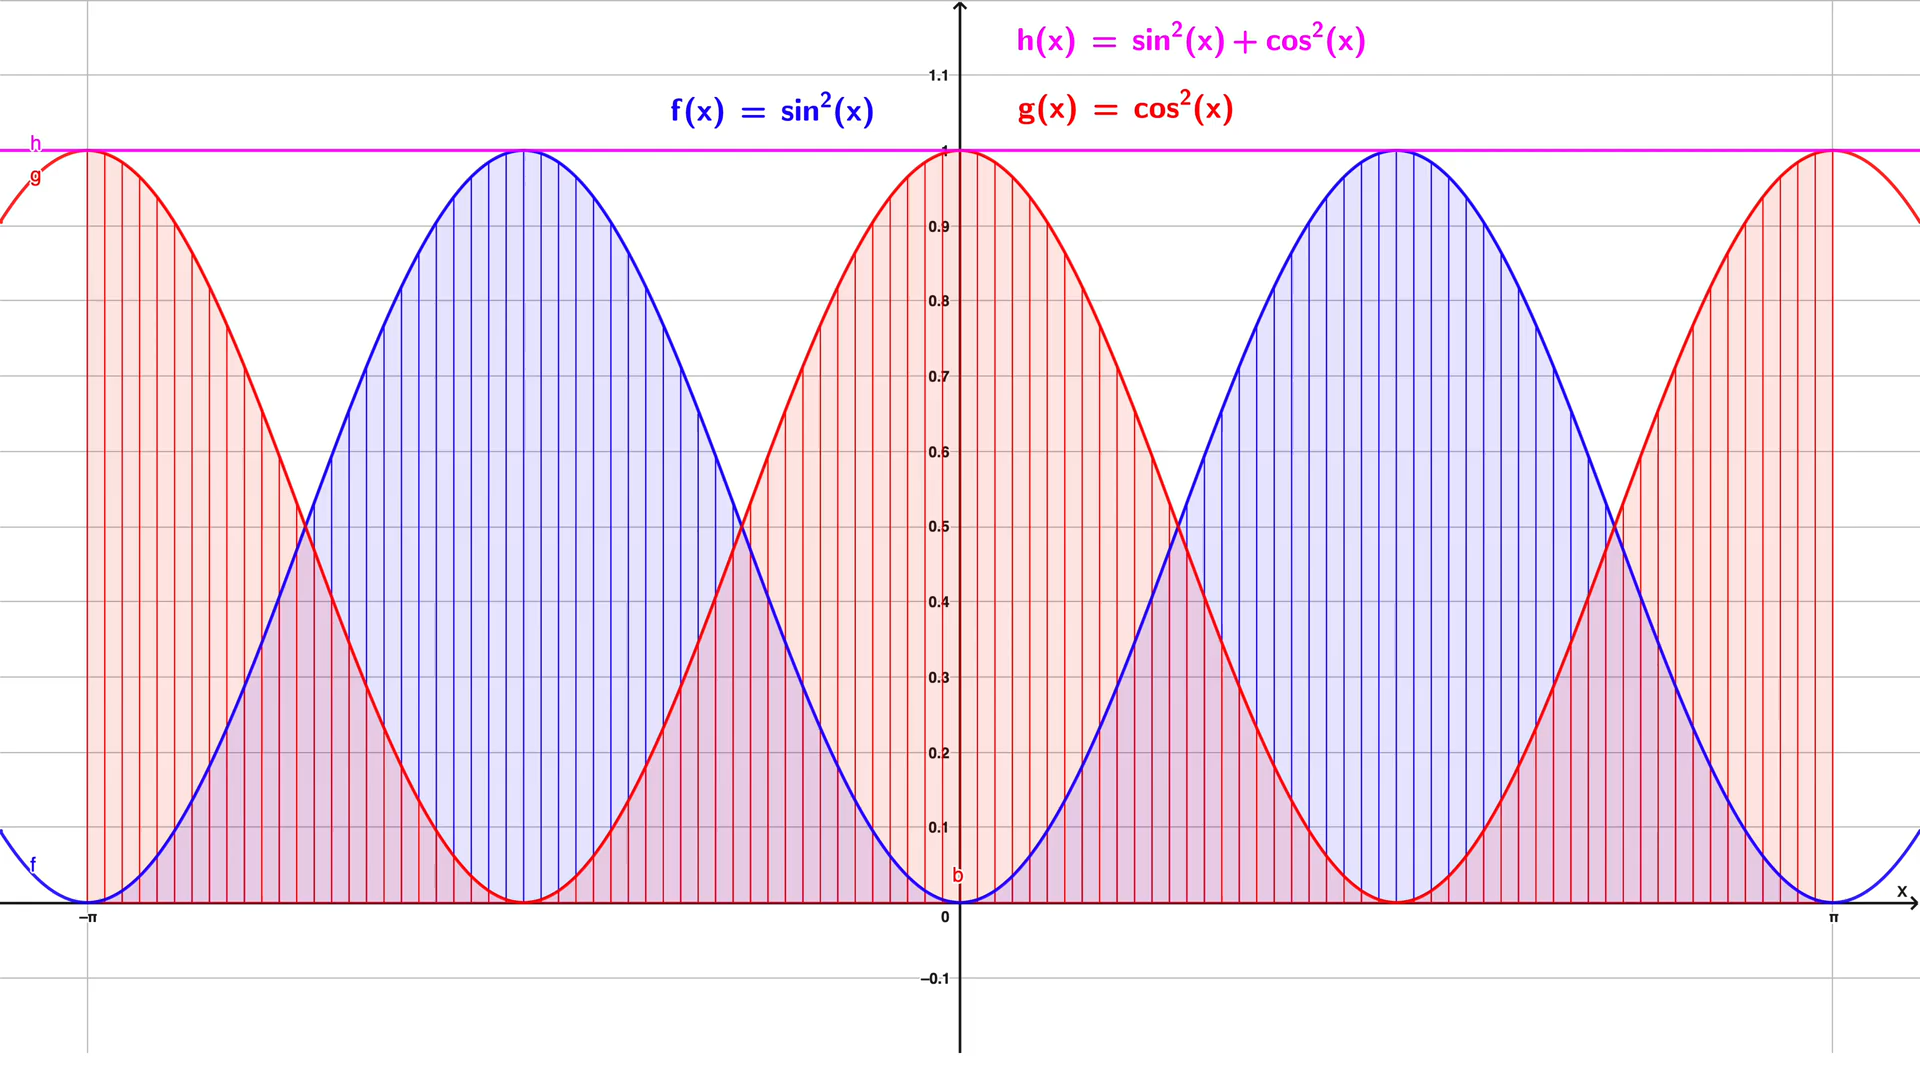 h(x) = sin²(x) + cos²(x)
1.1
f(x) = sin²(x)
g(x) = cos²(x)
h
1
g
0.9
0.8
0.7
0.6
0.5
0.4
0.3
0.2
0.1
f
b
x
–π
0
π
–0.1